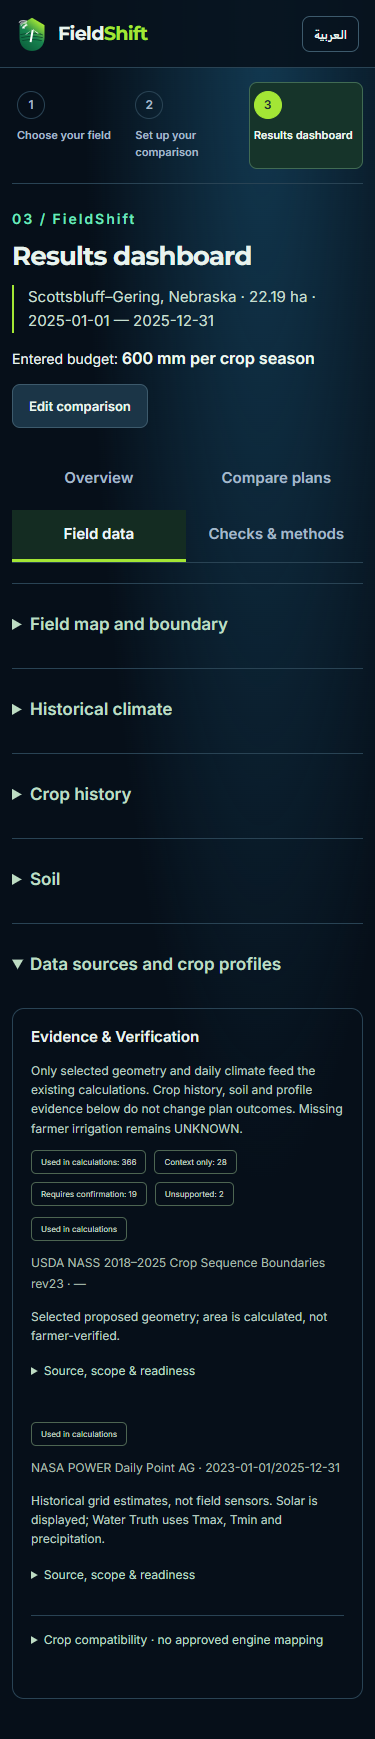 FieldShift
العربية
1
Choose your field
2
Set up your
comparison
3
Results dashboard
03 / FieldShift
Results dashboard
Scottsbluff–Gering, Nebraska · 22.19 ha ·
2025-01-01 — 2025-12-31
Entered budget: 600 mm per crop season
Edit comparison
Overview
Compare plans
Field data
Checks & methods
▶ Field map and boundary
▶ Historical climate
▶ Crop history
▶ Soil
▼ Data sources and crop profiles
Evidence & Verification
Only selected geometry and daily climate feed the
existing calculations. Crop history, soil and profile
evidence below do not change plan outcomes. Missing
farmer irrigation remains UNKNOWN.
Used in calculations: 366
Context only: 28
Requires confirmation: 19
Unsupported: 2
Used in calculations
USDA NASS 2018–2025 Crop Sequence Boundaries
rev23 · —
Selected proposed geometry; area is calculated, not
farmer-verified.
▶ Source, scope & readiness
Used in calculations
NASA POWER Daily Point AG · 2023-01-01/2025-12-31
Historical grid estimates, not field sensors. Solar is
displayed; Water Truth uses Tmax, Tmin and
precipitation.
▶ Source, scope & readiness
▶ Crop compatibility · no approved engine mapping